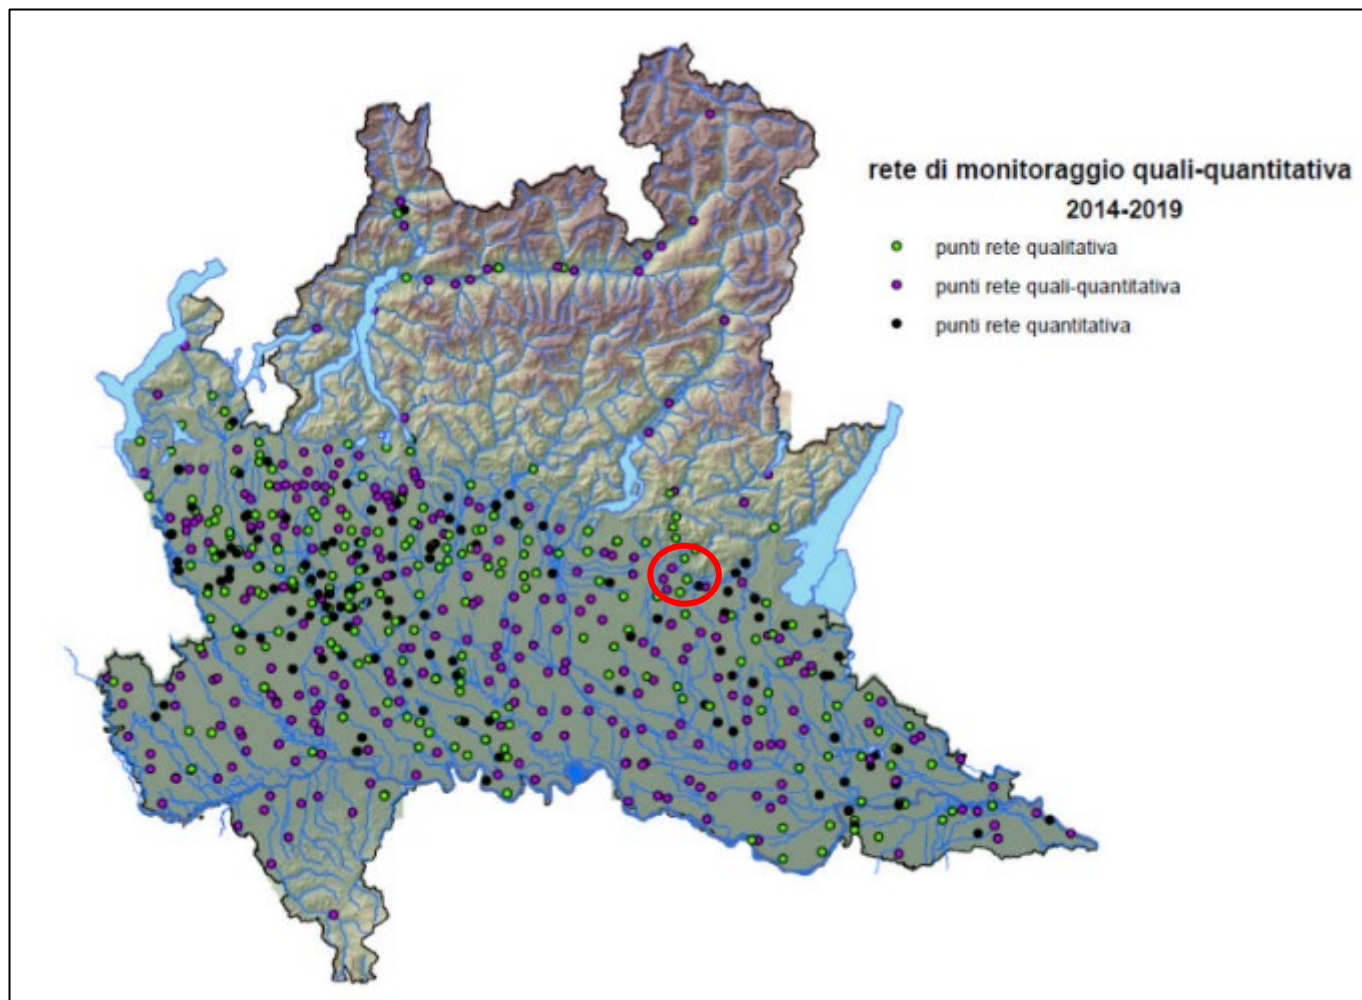 rete di monitoraggio quali-quantitativa
2014-2019
punti rete qualitativa
punti rete quali-quantitativa
punti rete quantitativa